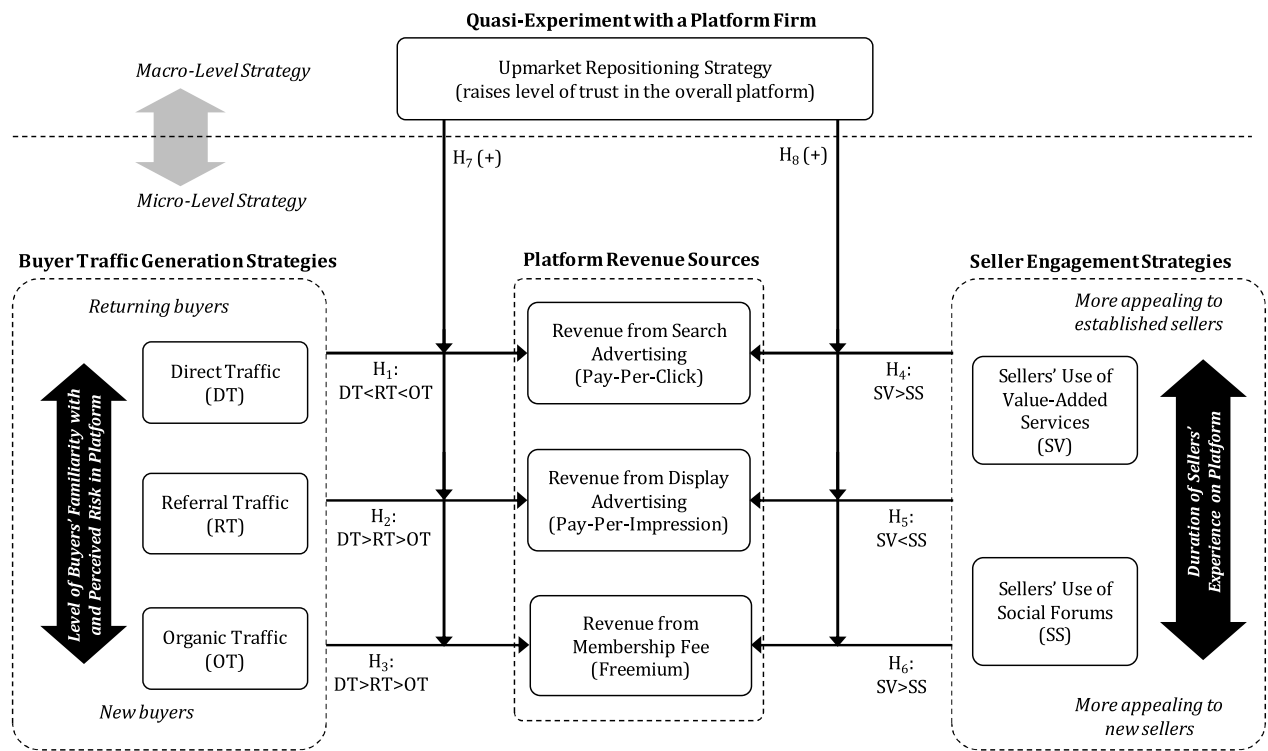 Quasi-Experiment with a Platform Firm
Upmarket Repositioning Strategy
(raises level of trust in the overall platform)
Macro-Level Strategy
Micro-Level Strategy
H₇ (+)
H₈ (+)
Buyer Traffic Generation Strategies
Returning buyers
Level of Buyers' Familiarity with
and Perceived Risk in Platform
Direct Traffic
(DT)
Referral Traffic
(RT)
Organic Traffic
(OT)
New buyers
H₁:
DT<RT<OT
H₂:
DT>RT>OT
H₃:
DT>RT>OT
Platform Revenue Sources
Revenue from Search
Advertising
(Pay-Per-Click)
Revenue from Display
Advertising
(Pay-Per-Impression)
Revenue from
Membership Fee
(Freemium)
H₄:
SV>SS
H₅:
SV<SS
H₆:
SV>SS
Seller Engagement Strategies
More appealing to
established sellers
Sellers' Use of
Value-Added
Services
(SV)
Sellers' Use of
Social Forums
(SS)
Duration of Sellers'
Experience on Platform
More appealing to
new sellers